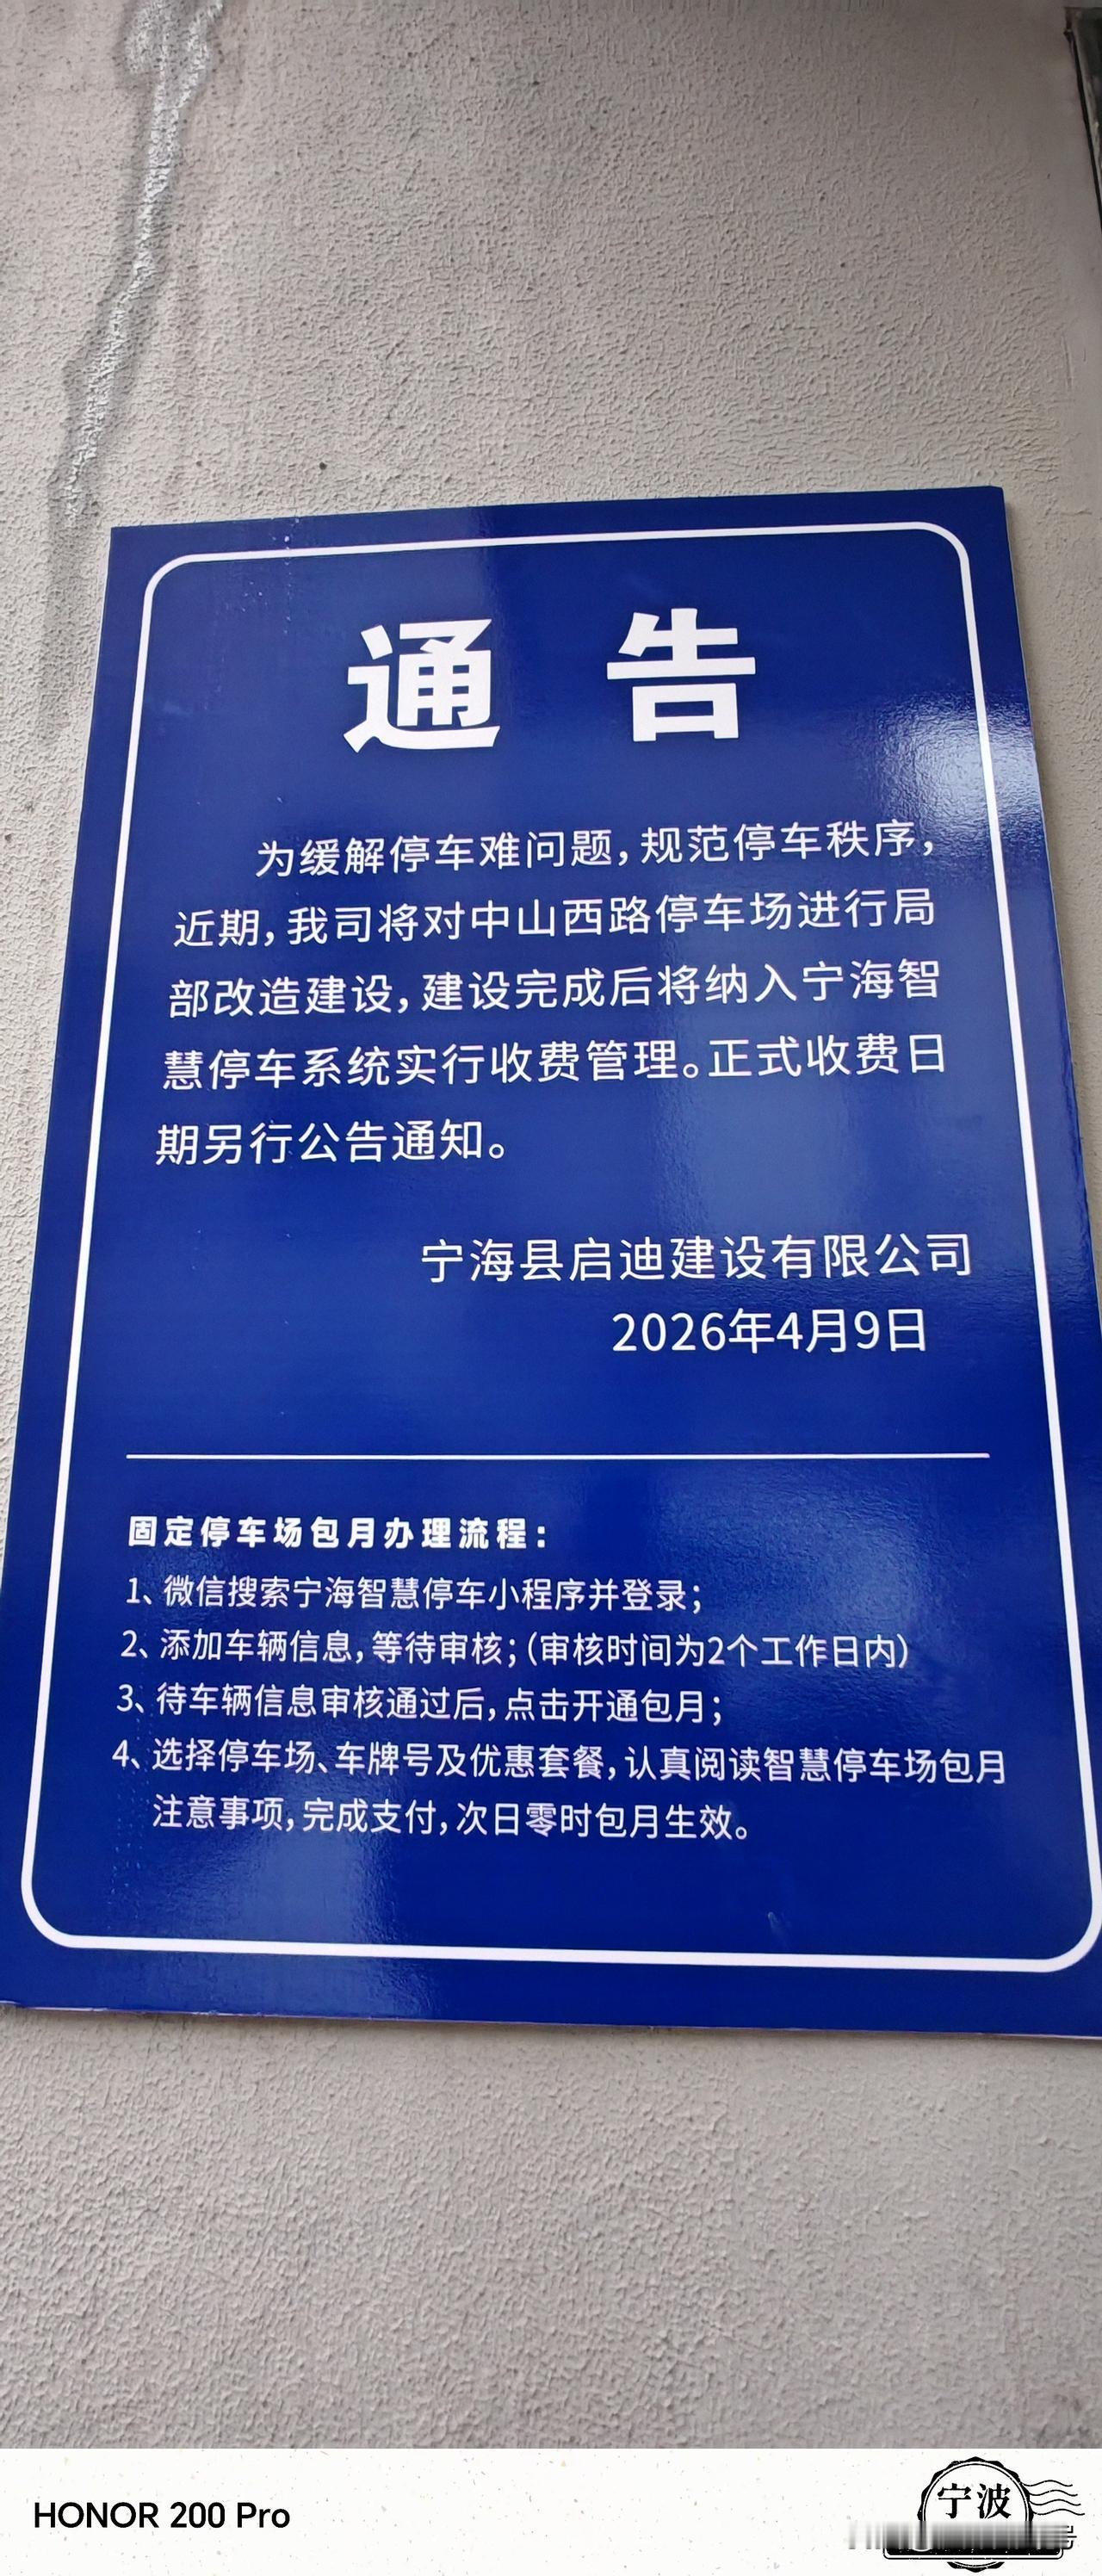 通告
为缓解停车难问题，规范停车秩序，
近期，我司将对中山西路停车场进行局
部改造建设，建设完成后将纳入宁海智
慧停车系统实行收费管理。正式收费日
期另行公告通知。
宁海县启迪建设有限公司
2026年4月9日
固定停车场包月办理流程：
1、微信搜索宁海智慧停车小程序并登录；
2、添加车辆信息，等待审核；（审核时间为2个工作日内）
3、待车辆信息审核通过后，点击开通包月；
4、选择停车场、车牌号及优惠套餐，认真阅读智慧停车场包月
注意事项，完成支付，次日零时包月生效。
HONOR 200 Pro
宁波